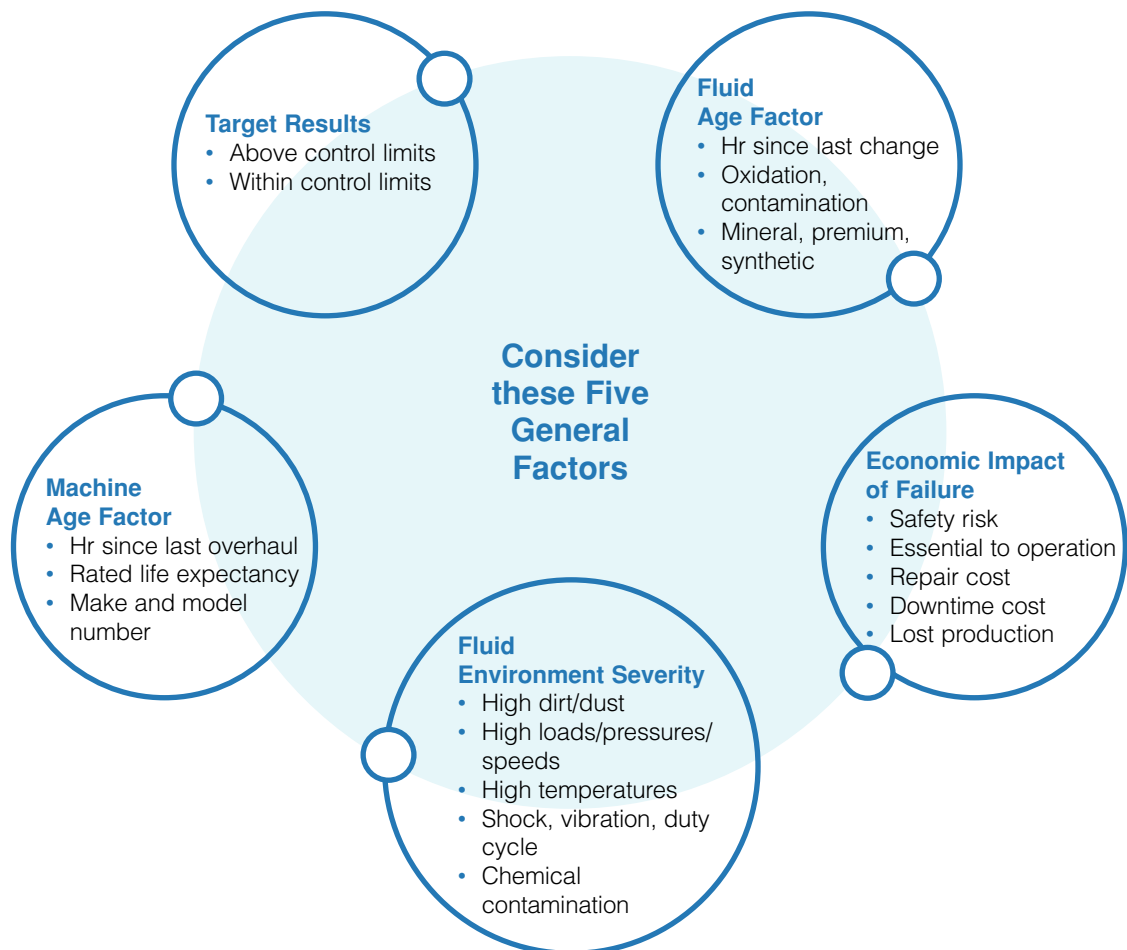 Target Results
• Above control limits
• Within control limits
Fluid
Age Factor
• Hr since last change
• Oxidation,
contamination
• Mineral, premium,
synthetic
Consider
these Five
General
Factors
Machine
Age Factor
• Hr since last overhaul
• Rated life expectancy
• Make and model
number
Economic Impact
of Failure
• Safety risk
• Essential to operation
• Repair cost
• Downtime cost
• Lost production
Fluid
Environment Severity
• High dirt/dust
• High loads/pressures/
speeds
• High temperatures
• Shock, vibration, duty
cycle
• Chemical
contamination